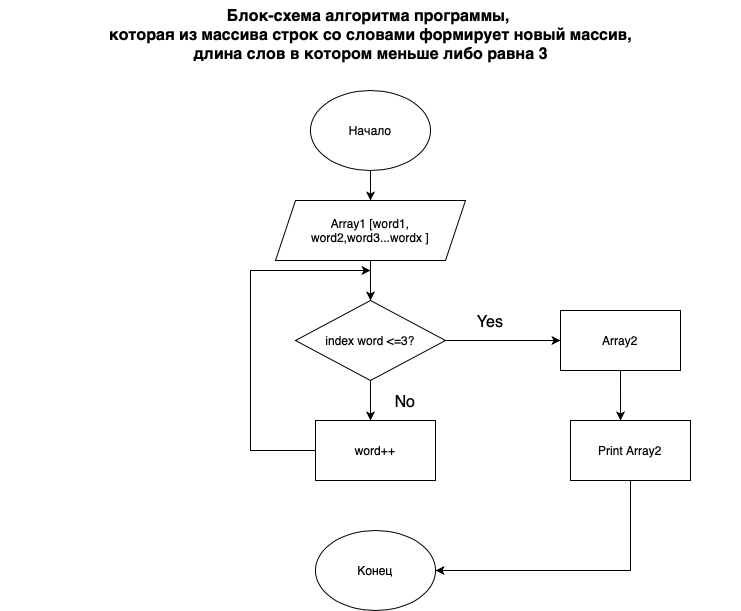 Блок-схема алгоритма программы,
которая из массива строк со словами формирует новый массив,
длина слов в котором меньше либо равна 3
Начало
Array1 [word1,
word2,word3...wordx ]
index word <=3?
Yes
Array2
No
word++
Print Array2
Конец